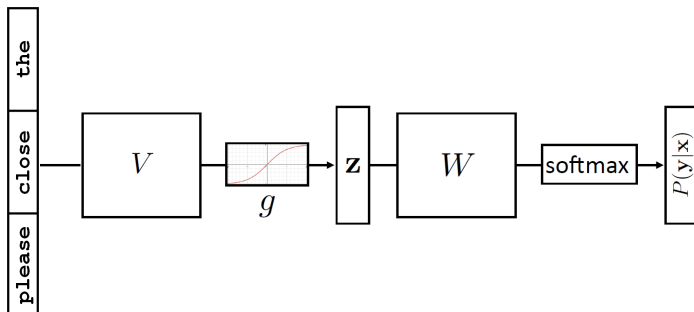 the
close
please
V
g
z
W
softmax
P(y|x)